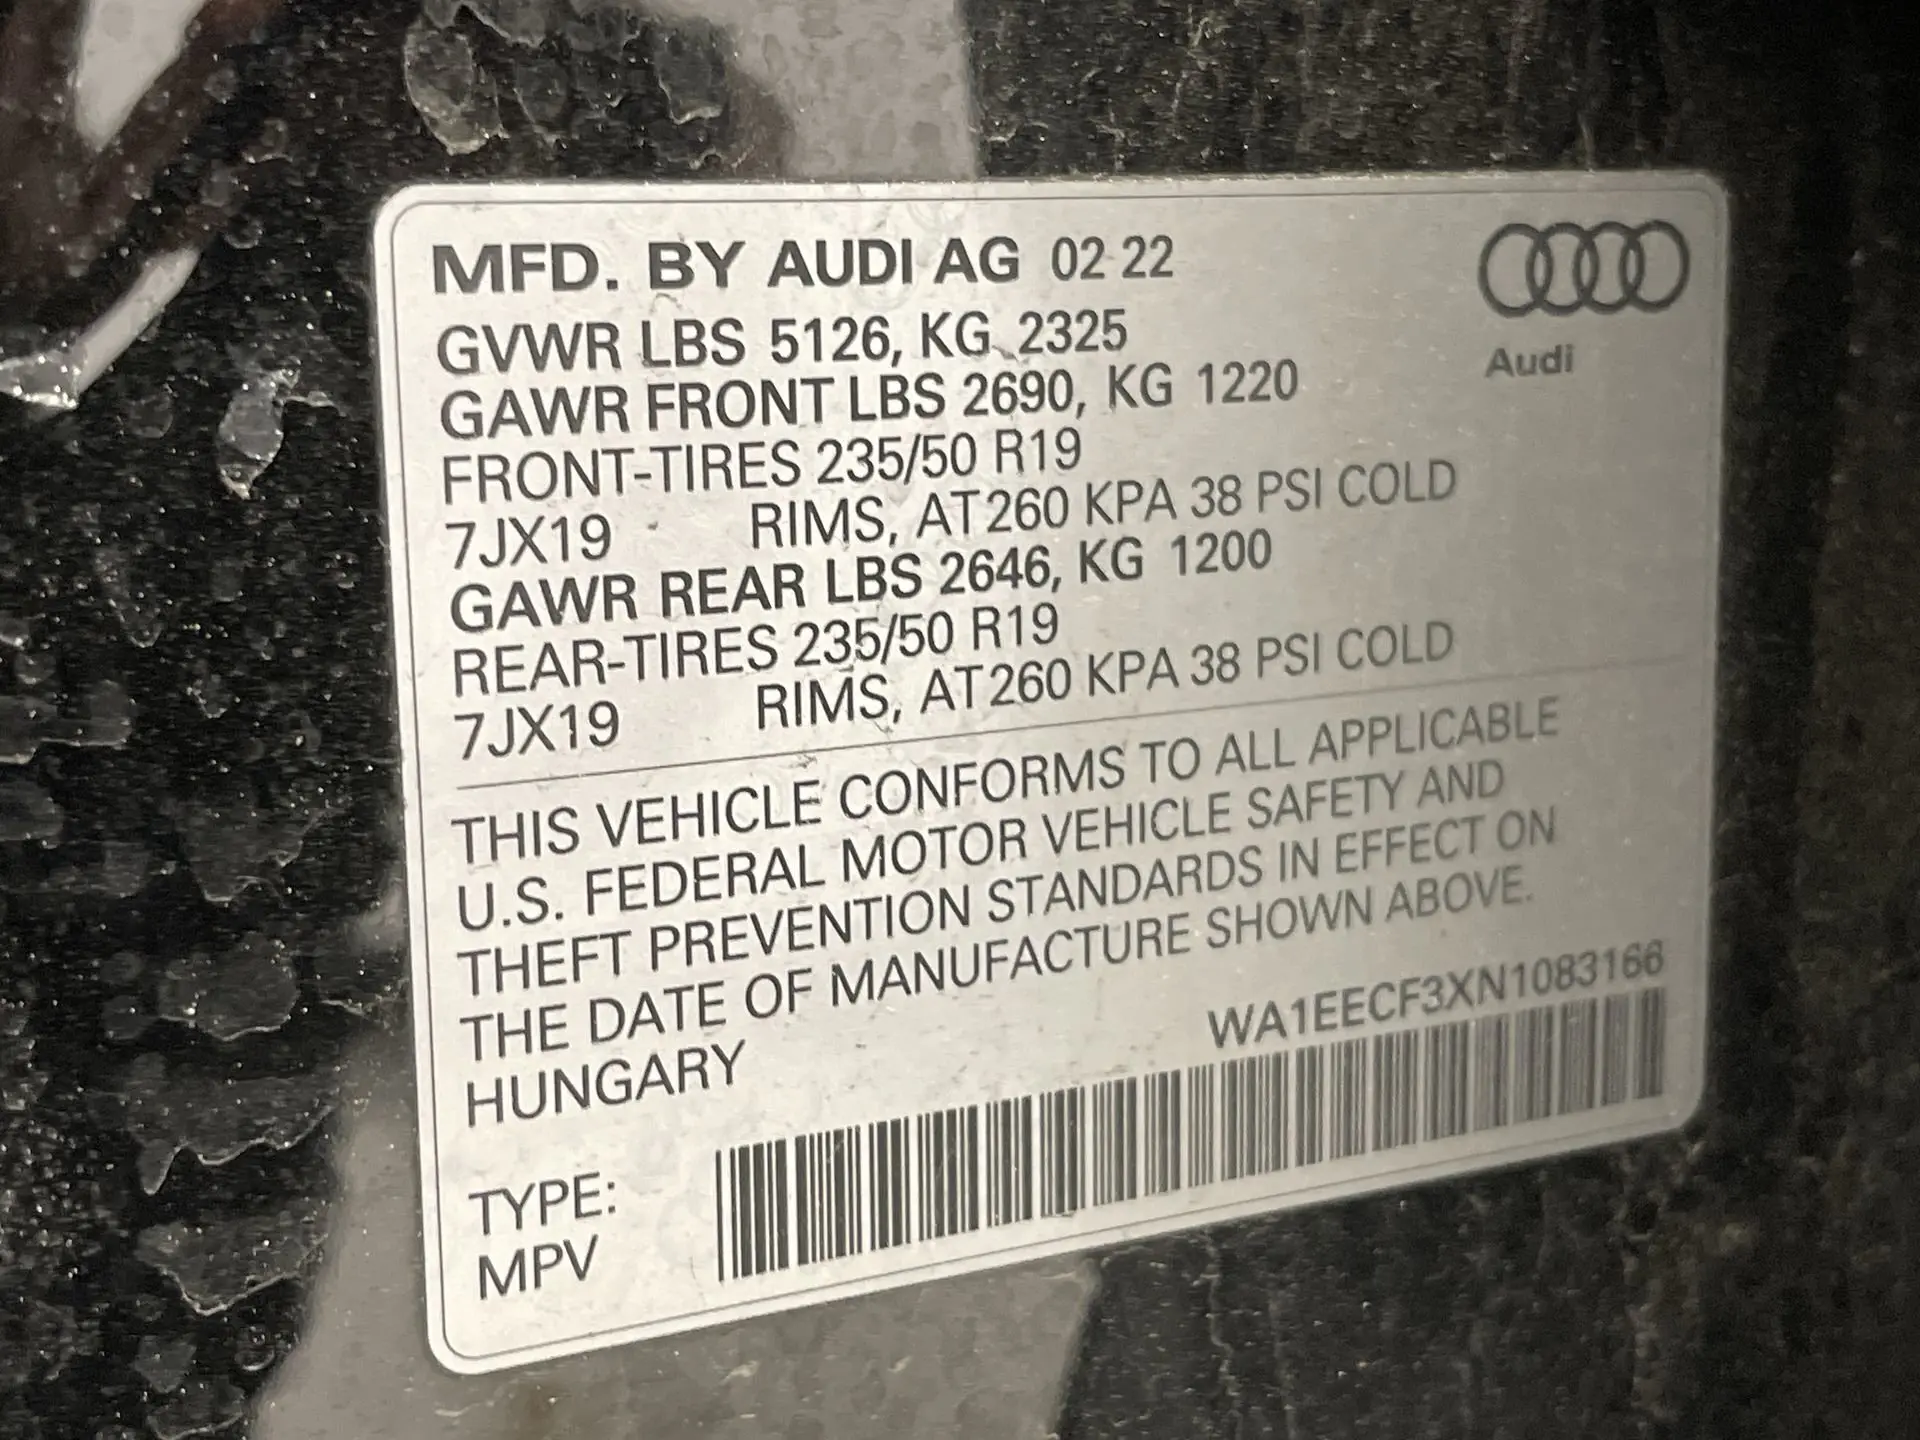 MFD. BY AUDI AG 02 22
Audi
GVWR LBS 5126, KG 2325
GAWR FRONT LBS 2690, KG 1220
FRONT-TIRES 235/50 R19
7JX19 RIMS, AT 260 KPA 38 PSI COLD
GAWR REAR LBS 2646, KG 1200
REAR-TIRES 235/50 R19
7JX19 RIMS, AT 260 KPA 38 PSI COLD
THIS VEHICLE CONFORMS TO ALL APPLICABLE
U.S. FEDERAL MOTOR VEHICLE SAFETY AND
THEFT PREVENTION STANDARDS IN EFFECT ON
THE DATE OF MANUFACTURE SHOWN ABOVE.
HUNGARY
WA1EECF3XN1083166
TYPE:
MPV